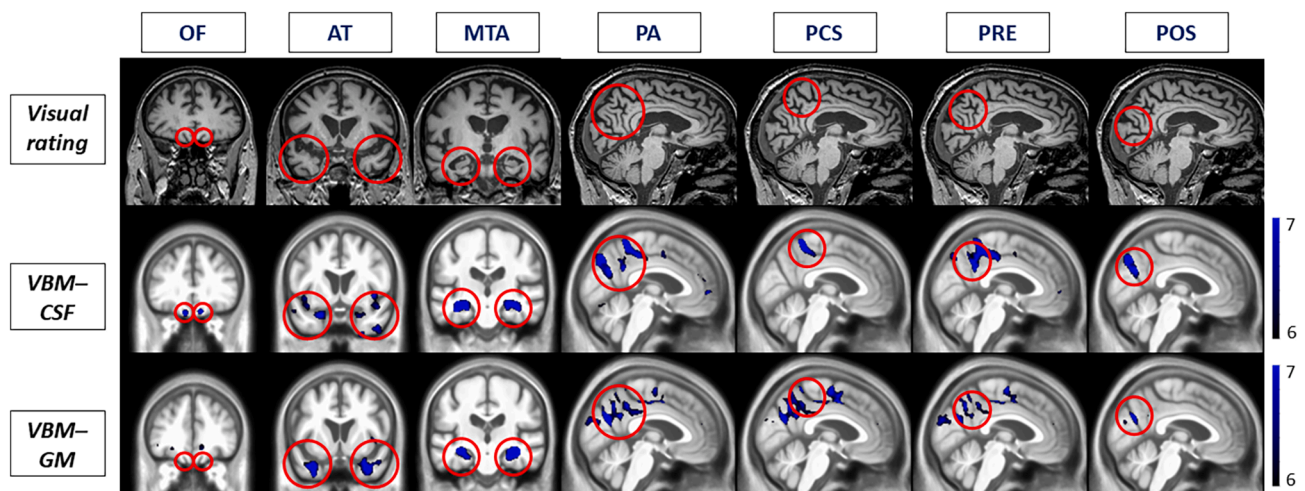 OF AT MTA PA PCS PRE POS
Visual
rating
VBM–
CSF
7
6
VBM–
GM
7
6